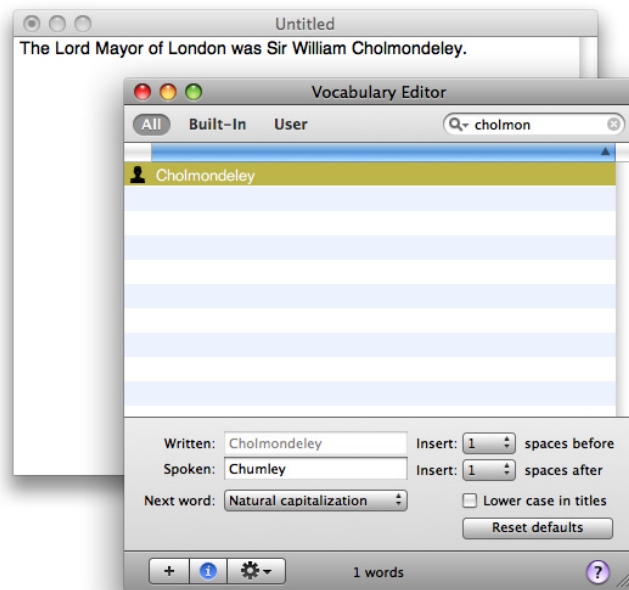 Untitled
The Lord Mayor of London was Sir William Cholmondeley.
Vocabulary Editor
All Built-In User cholmon
Cholmondeley
Written: Cholmondeley Insert: 1 spaces before
Spoken: Chumley Insert: 1 spaces after
Next word: Natural capitalization Lower case in titles
Reset defaults
+ i 1 words ?